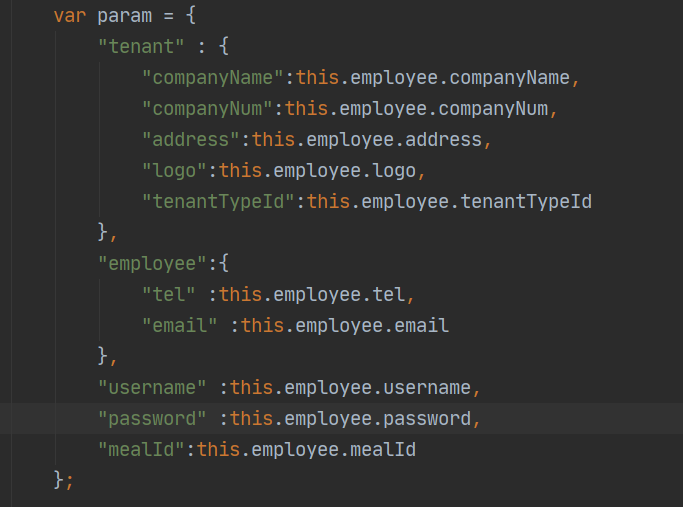 var param = {
"tenant" : {
"companyName":this.employee.companyName,
"companyNum":this.employee.companyNum,
"address":this.employee.address,
"logo":this.employee.logo,
"tenantTypeId":this.employee.tenantTypeId
},
"employee":{
"tel" :this.employee.tel,
"email" :this.employee.email
},
"username" :this.employee.username,
"password" :this.employee.password,
"mealId":this.employee.mealId
};